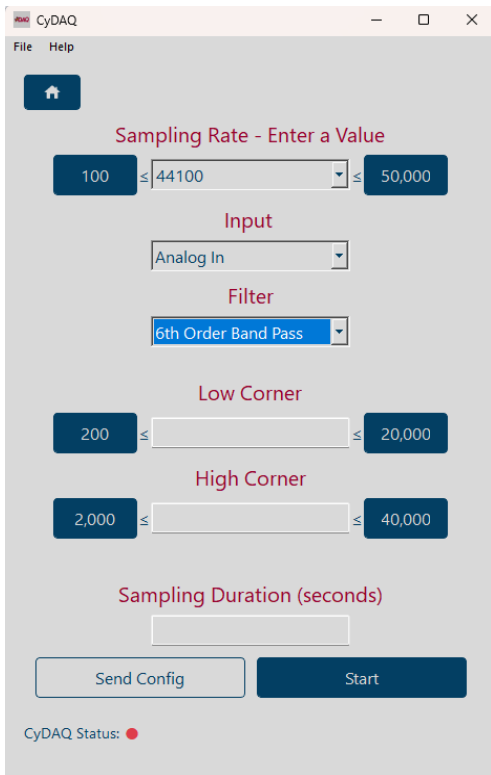 CyDAQ
File Help
Sampling Rate - Enter a Value
100 ≤ 44100 ≤ 50,000
Input
Analog In
Filter
6th Order Band Pass
Low Corner
200 ≤ ≤ 20,000
High Corner
2,000 ≤ ≤ 40,000
Sampling Duration (seconds)
Send Config Start
CyDAQ Status: